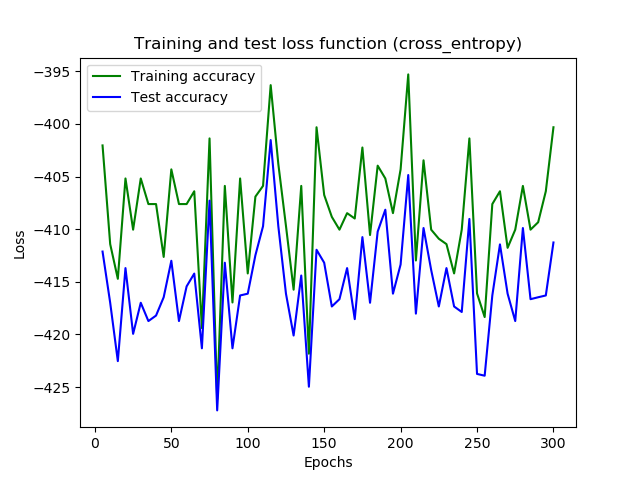 Training and test loss function (cross_entropy)
Training accuracy
Test accuracy
−395
−400
−405
−410
−415
−420
−425
Loss
0 50 100 150 200 250 300
Epochs